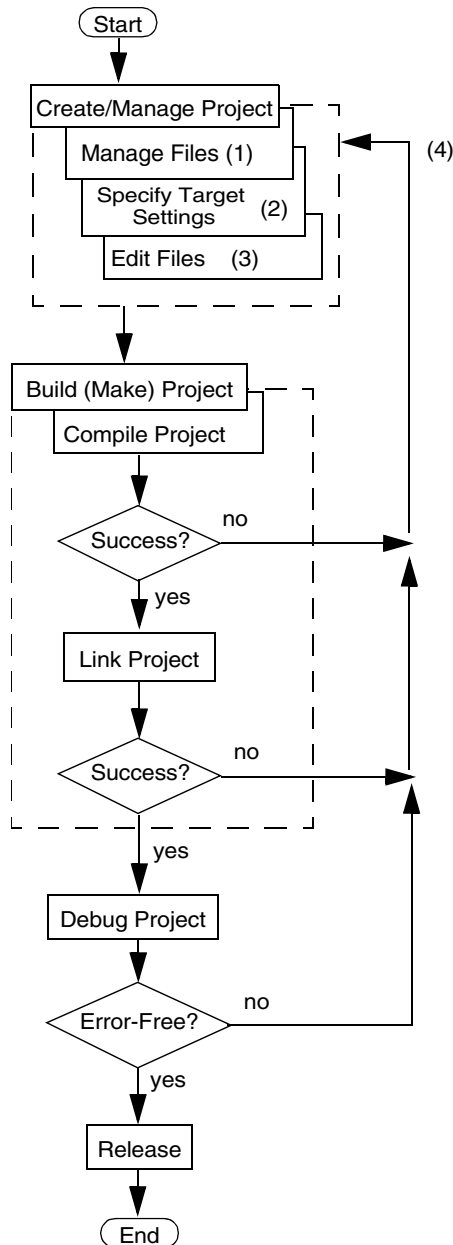 Start
Create/Manage Project
(4)
Manage Files (1)
Specify Target
Settings (2)
Edit Files (3)
Build (Make) Project
Compile Project
no
Success?
yes
Link Project
no
Success?
yes
Debug Project
no
Error-Free?
yes
Release
End